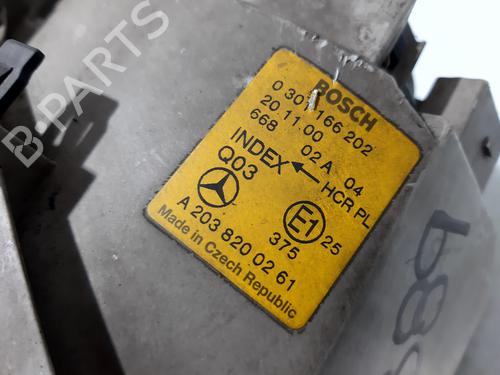 B-PARTS
BOSCH
0 301 166 202
20 11.00
668 02 A 04
INDEX ← HCR PL
Q03
E1 25
375
A 203 820 02 61
Made in Czech Republic